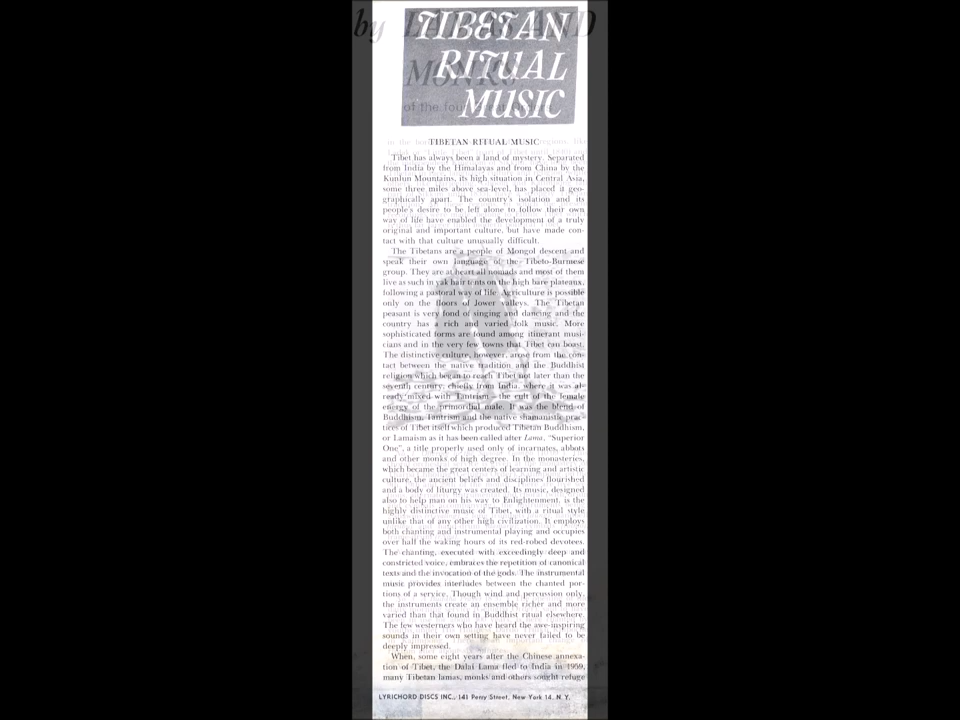 by LAMAS AND
MONKS
of the four great orders
TIBETAN
RITUAL
MUSIC
TIBETAN RITUAL MUSIC
Tibet has always been a land of mystery. Separated
from India by the Himalayas and from China by the
Kunlun Mountains, its high situation in Central Asia,
some three miles above sea-level, has placed it geo-
graphically apart. The country's isolation and its
people's desire to be left alone to follow their own
way of life have enabled the development of a truly
original and important culture, but have made con-
tact with that culture unusually difficult.
The Tibetans are a people of Mongol descent and
speak their own language of the Tibeto-Burmese
group. They are at heart all nomads and most of them
live as such in yak hair tents on the high bare plateaux,
following a pastoral way of life. Agriculture is possible
only on the floors of lower valleys. The Tibetan
peasant is very fond of singing and dancing and the
country has a rich and varied folk music. More
sophisticated forms are found among itinerant musi-
cians and in the very few towns that Tibet can boast.
The distinctive culture, however, arose from the con-
tact between the native tradition and the Buddhist
religion which began to reach Tibet not later than the
seventh century, chiefly from India, where it was al-
ready mixed with Tantrism—the cult of the female
energy of the primordial male. It was the blend of
Buddhism, Tantrism and the native shamanistic prac-
tices of Tibet itself which produced Tibetan Buddhism,
or Lamaism as it has been called after Lama, "Superior
One", a title properly used only of incarnates, abbots
and other monks of high degree. In the monasteries,
which became the great centers of learning and artistic
culture, the ancient beliefs and disciplines flourished
and a body of liturgy was created. Its music, designed
also to help man on his way to Enlightenment, is the
highly distinctive music of Tibet, with a ritual style
unlike that of any other high civilization. It employs
both chanting and instrumental playing and occupies
over half the waking hours of its red-robed devotees.
The chanting, executed with exceedingly deep and
constricted voice, embraces the repetition of canonical
texts and the invocation of the gods. The instrumental
music provides interludes between the chanted por-
tions of a service. Though wind and percussion only,
the instruments create an ensemble richer and more
varied than that found in Buddhist ritual elsewhere.
The few westerners who have heard the awe-inspiring
sounds in their own setting have never failed to be
deeply impressed.
When, some eight years after the Chinese annexa-
tion of Tibet, the Dalai Lama fled to India in 1959,
many Tibetan lamas, monks and others sought refuge
LYRICHORD DISCS INC., 141 Perry Street, New York 14, N. Y.